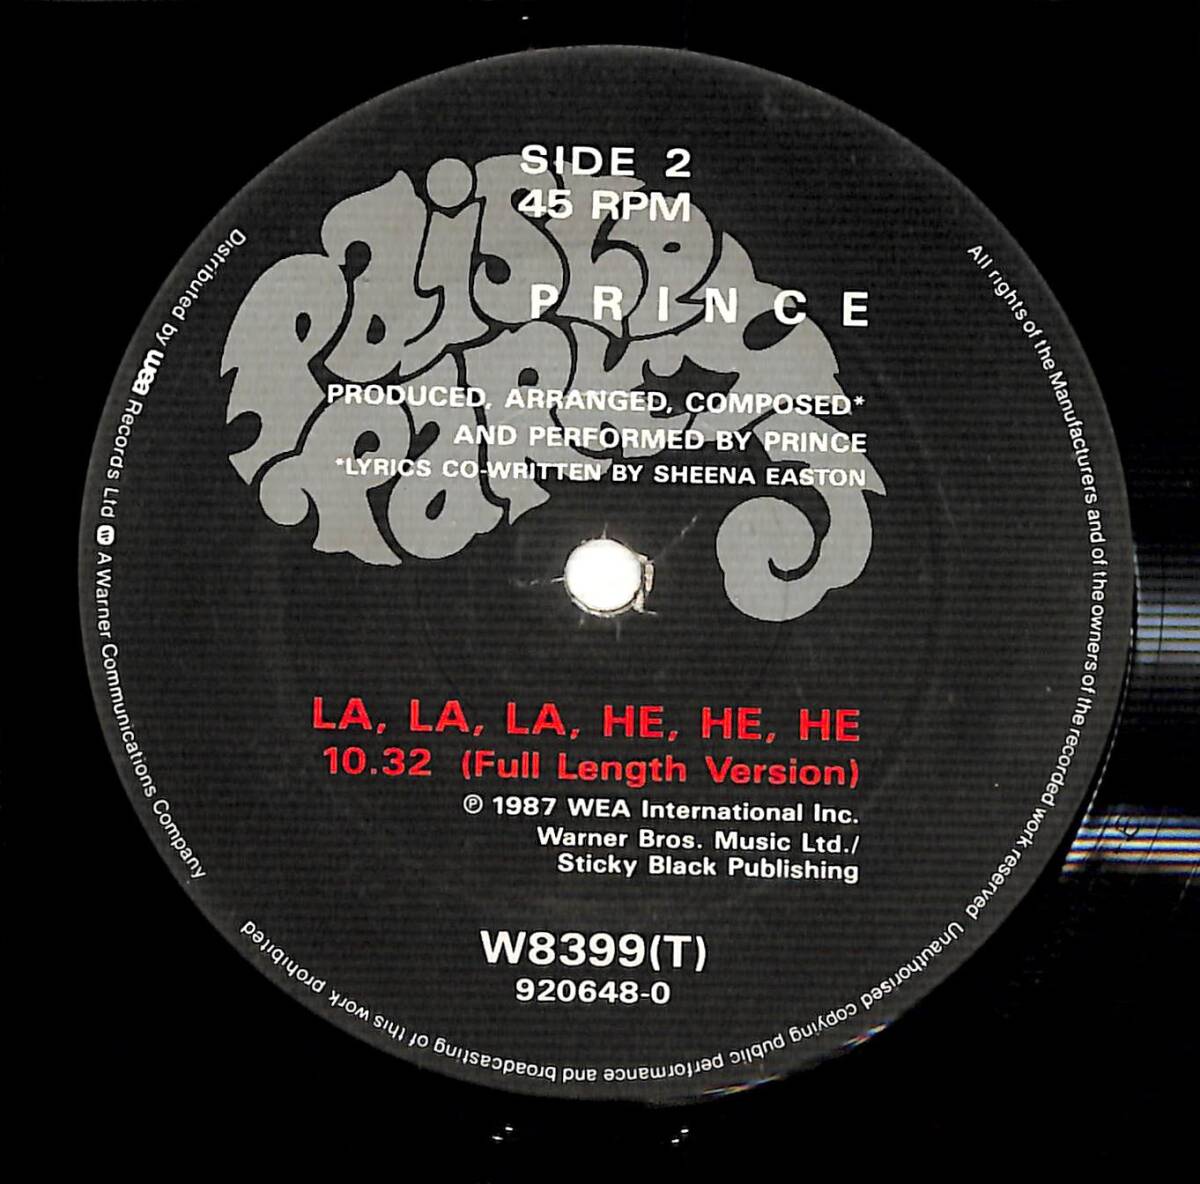 SIDE 2
45 RPM
Paisley
Park
PRINCE
PRODUCED, ARRANGED, COMPOSED*
AND PERFORMED BY PRINCE
*LYRICS CO-WRITTEN BY SHEENA EASTON
LA, LA, LA, HE, HE, HE
10.32 (Full Length Version)
℗ 1987 WEA International Inc.
Warner Bros. Music Ltd./
Sticky Black Publishing
W8399(T)
920648-0
Distributed by wea Records Ltd w A Warner Communications Company
All rights of the Manufacturers and of the owners of the recorded work reserved Unauthorised copying public performance and broadcasting of this work prohibited